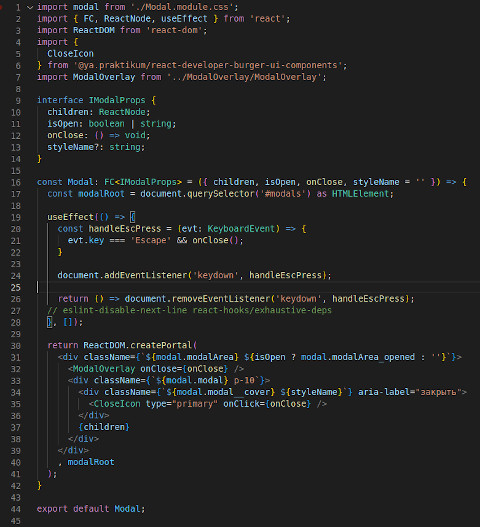 1 import modal from './Modal.module.css';
2 import { FC, ReactNode, useEffect } from 'react';
3 import ReactDOM from 'react-dom';
4 import {
5   CloseIcon
6 } from '@ya.praktikum/react-developer-burger-ui-components';
7 import ModalOverlay from '../ModalOverlay/ModalOverlay';
8
9 interface IModalProps {
10   children: ReactNode;
11   isOpen: boolean | string;
12   onClose: () => void;
13   styleName?: string;
14 }
15
16 const Modal: FC<IModalProps> = ({ children, isOpen, onClose, styleName = '' }) => {
17   const modalRoot = document.querySelector('#modals') as HTMLElement;
18
19   useEffect(() => {
20     const handleEscPress = (evt: KeyboardEvent) => {
21       evt.key === 'Escape' && onClose();
22     }
23
24     document.addEventListener('keydown', handleEscPress);
25
26     return () => document.removeEventListener('keydown', handleEscPress);
27   // eslint-disable-next-line react-hooks/exhaustive-deps
28   }, []);
29
30   return ReactDOM.createPortal(
31     <div className={`${modal.modalArea} ${isOpen ? modal.modalArea_opened : ''}`}>
32       <ModalOverlay onClose={onClose} />
33       <div className={`${modal.modal} p-10`}>
34         <div className={`${modal.modal__cover} ${styleName}`} aria-label="закрыть">
35           <CloseIcon type="primary" onClick={onClose} />
36         </div>
37         {children}
38       </div>
39     </div>
40     , modalRoot
41   );
42 }
43
44 export default Modal;
45